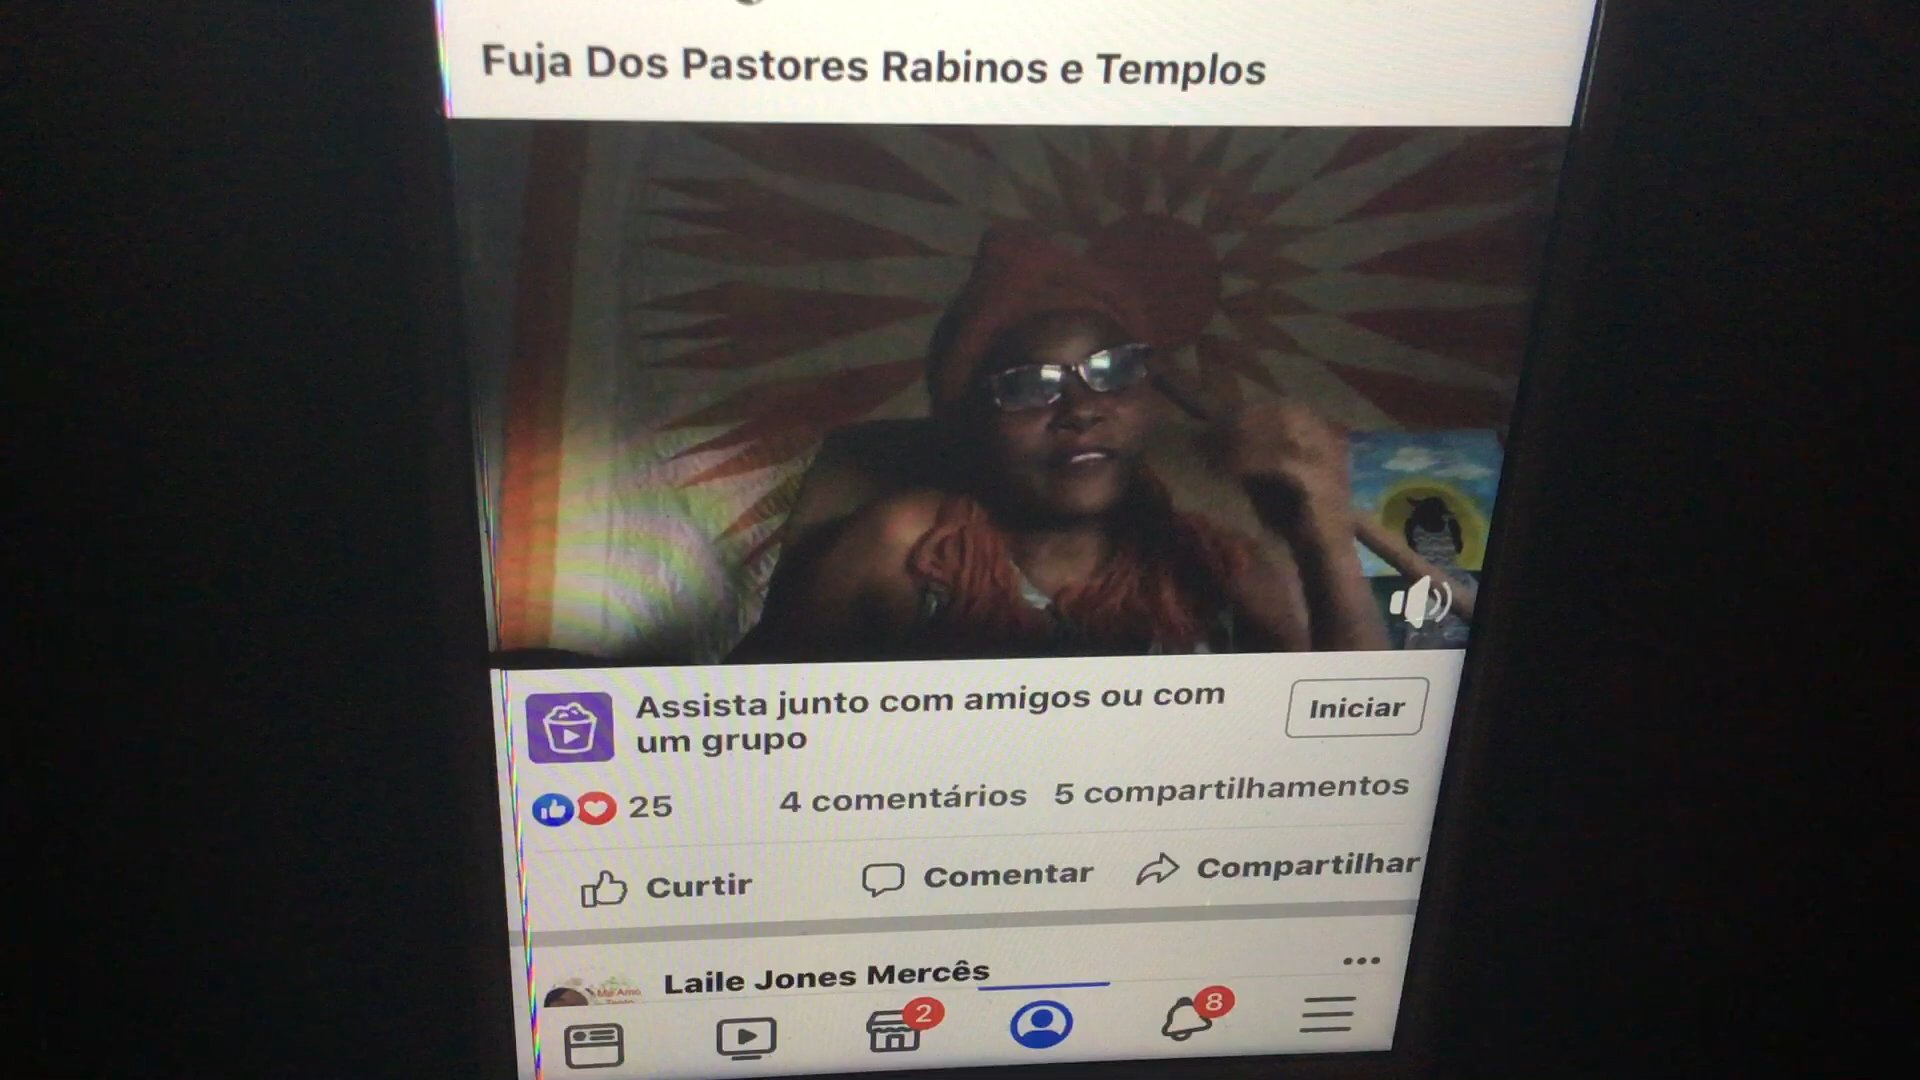 Fuja Dos Pastores Rabinos e Templos
Assista junto com amigos ou com
um grupo
Iniciar
25
4 comentários 5 compartilhamentos
Curtir
Comentar
Compartilhar
Laile Jones Mercês
2
8